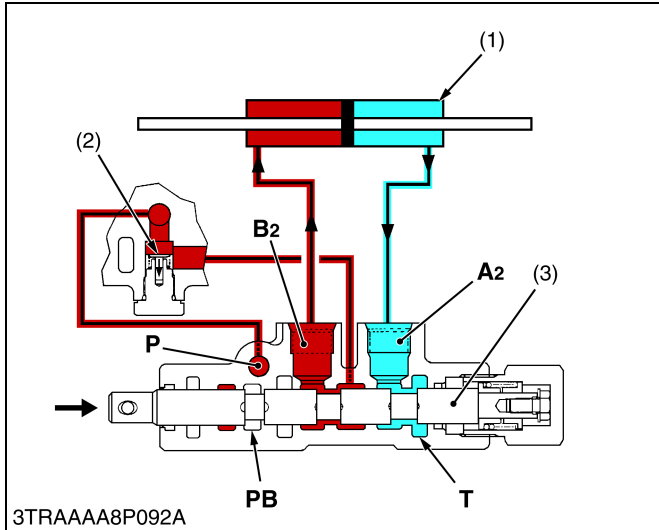 (1)
(2)
B2
A2
(3)
P
PB
T
3TRAAAA8P092A